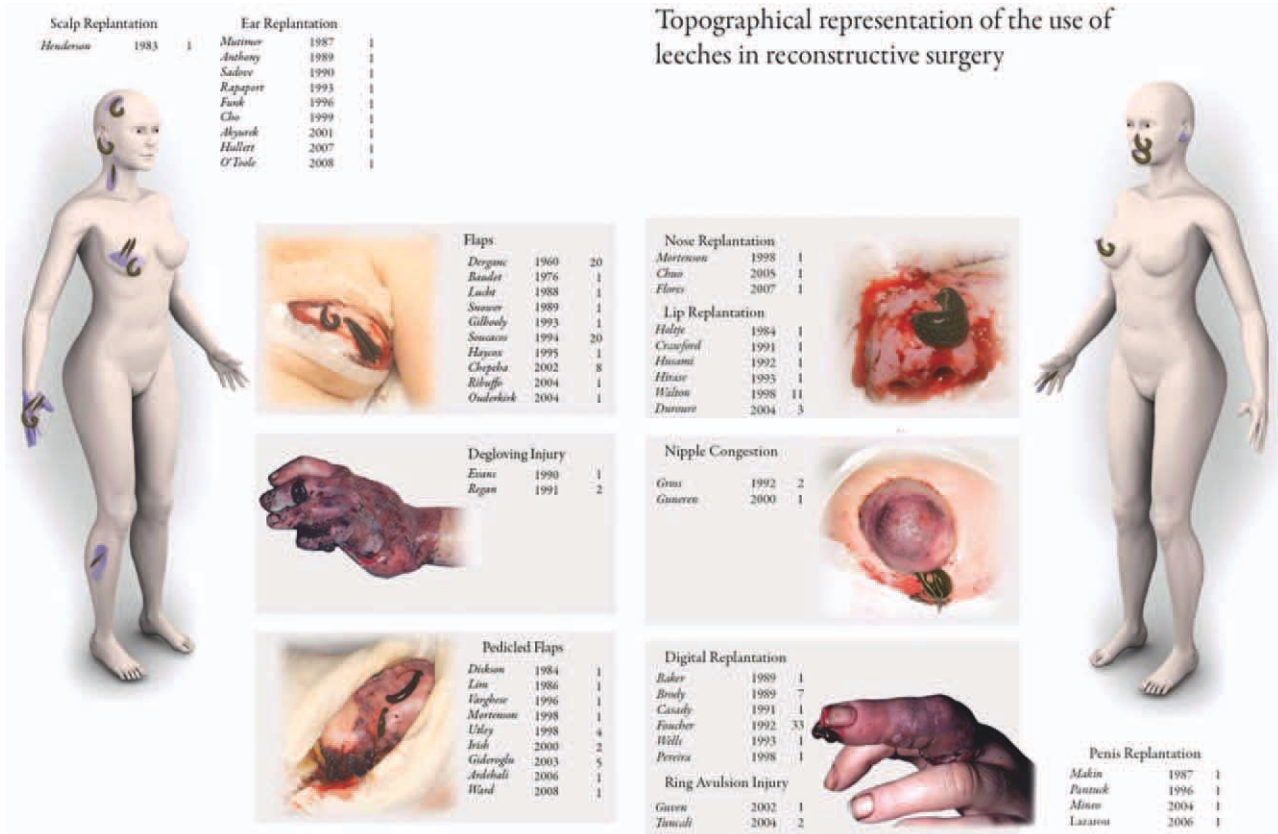 Topographical representation of the use of
leeches in reconstructive surgery
Scalp Replantation
Henderson 1983 1
Ear Replantation
Mutimer 1987 1
Anthony 1989 1
Sadove 1990 1
Rapaport 1993 1
Funk 1996 1
Cho 1999 1
Akyurek 2001 1
Hullett 2007 1
O'Toole 2008 1
Flaps
Derganc 1960 20
Baudet 1976 1
Lucht 1988 1
Snower 1989 1
Gilhooly 1993 1
Soucacos 1994 20
Haycox 1995 1
Chepeha 2002 8
Ribuffo 2004 1
Ouderkirk 2004 1
Degloving Injury
Evans 1990 1
Regan 1991 2
Pedicled Flaps
Dickson 1984 1
Lim 1986 1
Varghese 1996 1
Mortenson 1998 1
Utley 1998 4
Irish 2000 2
Gideroglu 2003 5
Ardehali 2006 1
Ward 2008 1
Nose Replantation
Mortenson 1998 1
Chuo 2005 1
Flores 2007 1
Lip Replantation
Holtje 1984 1
Crawford 1991 1
Husami 1992 1
Hirase 1993 1
Walton 1998 11
Duroure 2004 3
Nipple Congestion
Gross 1992 2
Guneren 2000 1
Digital Replantation
Baker 1989 1
Brody 1989 7
Casady 1991 1
Foucher 1992 33
Wells 1993 1
Pereira 1998 1
Ring Avulsion Injury
Guven 2002 1
Tuncali 2004 2
Penis Replantation
Makin 1987 1
Pantuck 1996 1
Mineo 2004 1
Lazarou 2006 1